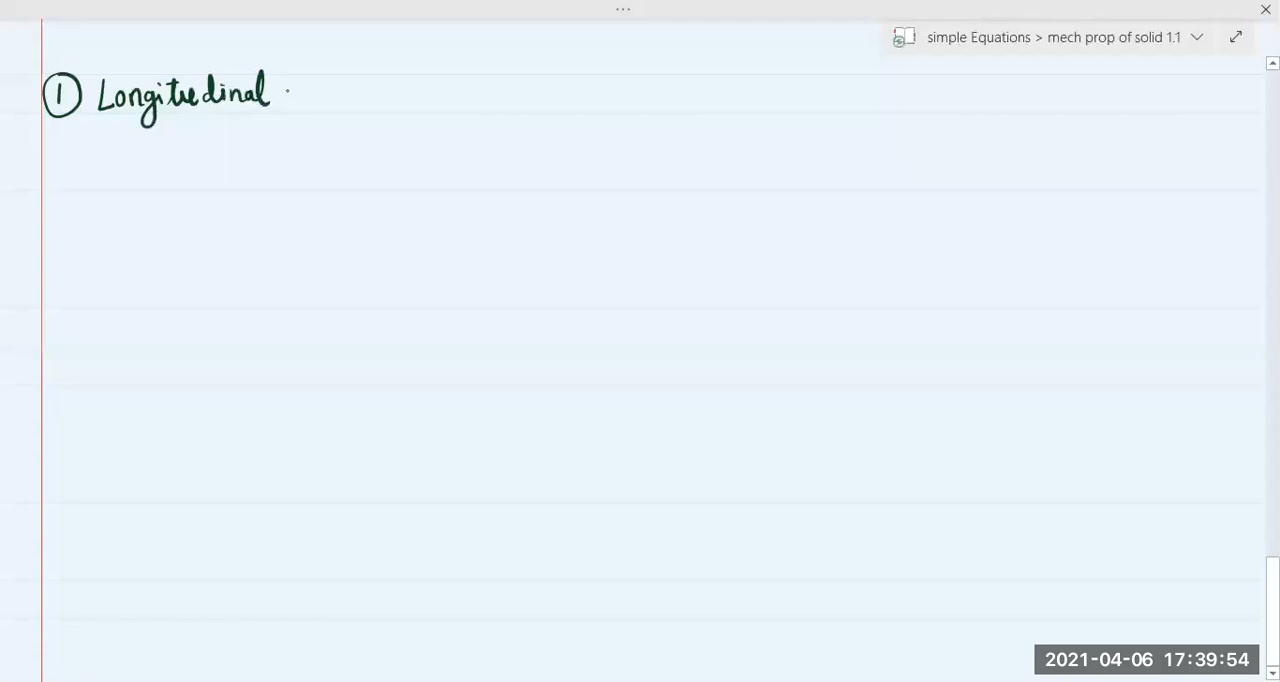 ...
simple Equations > mech prop of solid 1.1
① Longitudinal
2021-04-06 17:39:54